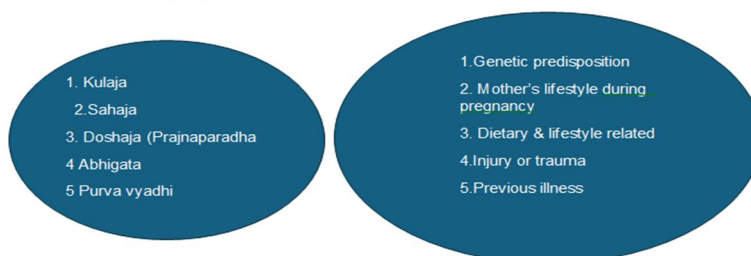 1. Kulaja
2.Sahaja
3. Doshaja (Prajnaparadha
4 Abhigata
5 Purva vyadhi
1.Genetic predisposition
2. Mother's lifestyle during
pregnancy
3. Dietary & lifestyle related
4.Injury or trauma
5.Previous illness